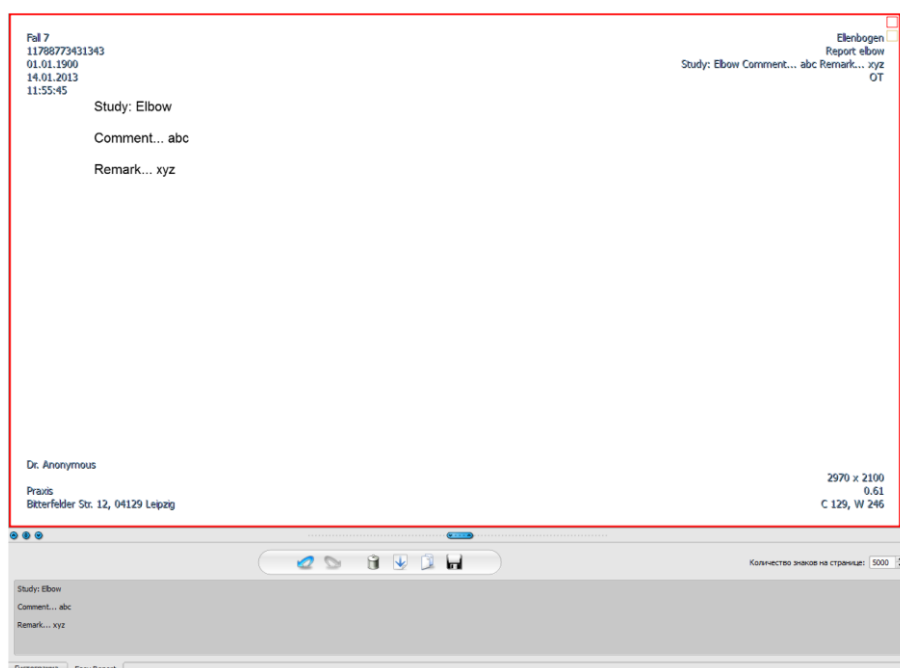 Fall 7
11788773431343
01.01.1900
14.01.2013
11:55:45
Ellenbogen
Report elbow
Study: Elbow Comment... abc Remark... xyz
OT
Study: Elbow
Comment... abc
Remark... xyz
Dr. Anonymous
Praxis
Bitterfelder Str. 12, 04129 Leipzig
2970 x 2100
0.61
C 129, W 246
Количество знаков на странице: 5000
Study: Elbow
Comment... abc
Remark... xyz